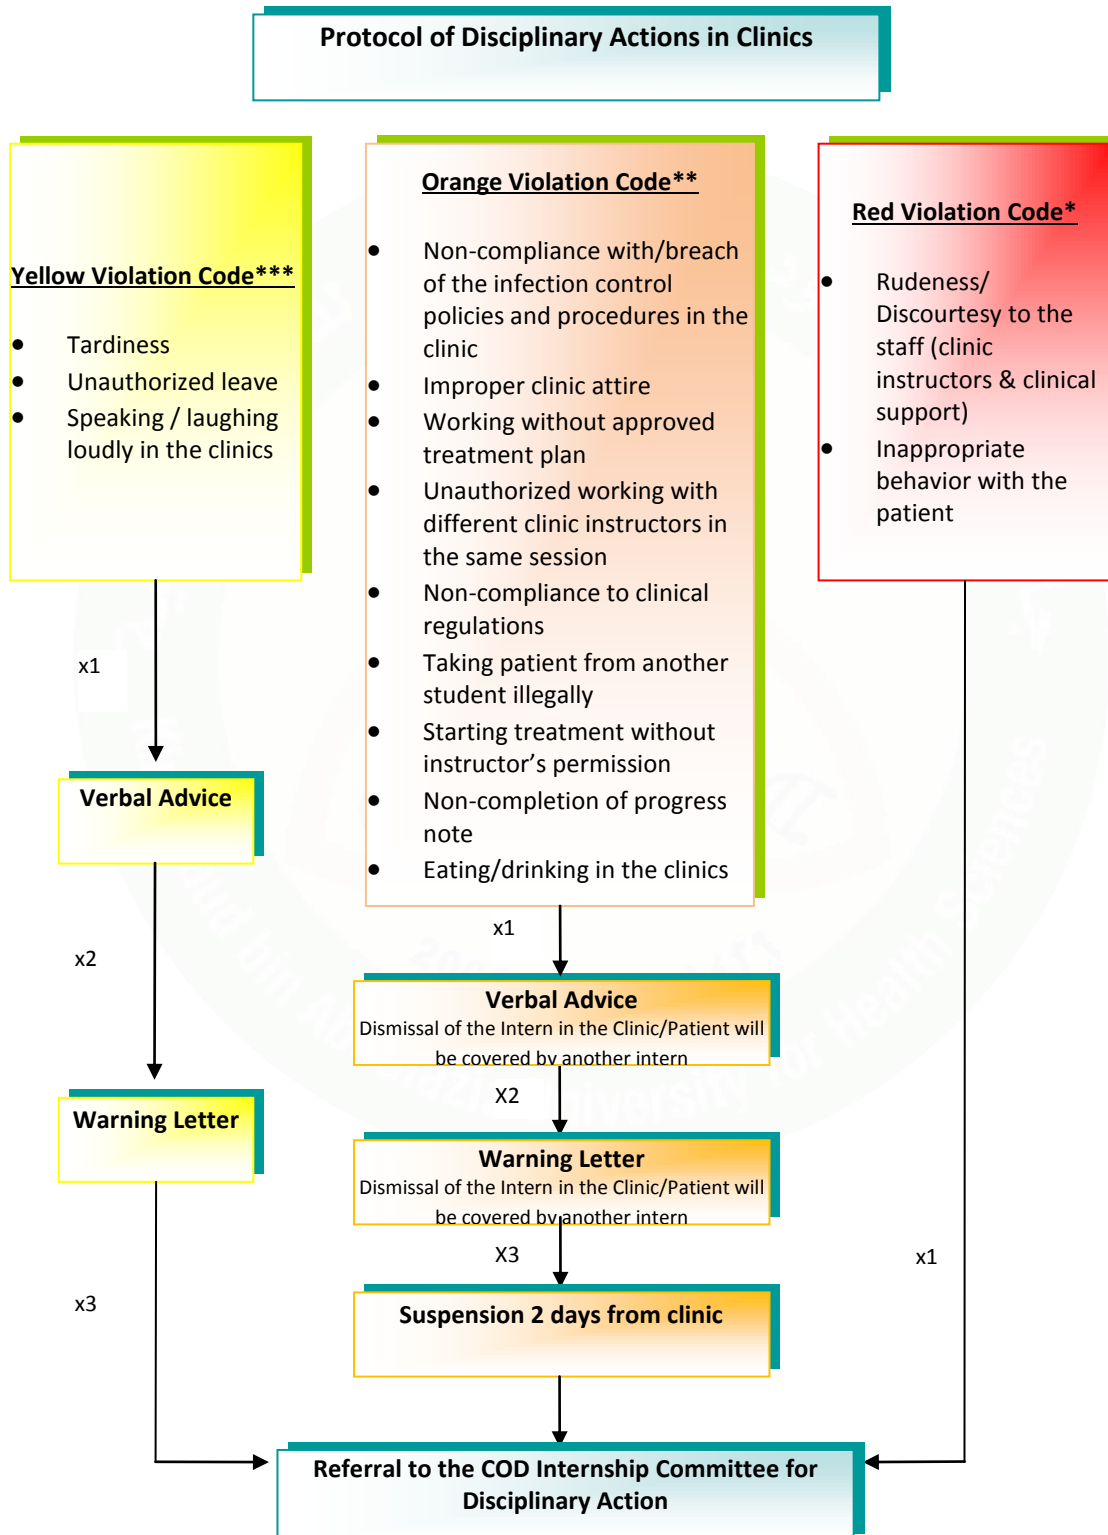 Protocol of Disciplinary Actions in Clinics
Yellow Violation Code***
● Tardiness
● Unauthorized leave
● Speaking / laughing
loudly in the clinics
x1
Verbal Advice
x2
Warning Letter
x3
Orange Violation Code**
● Non-compliance with/breach
of the infection control
policies and procedures in the
clinic
● Improper clinic attire
● Working without approved
treatment plan
● Unauthorized working with
different clinic instructors in
the same session
● Non-compliance to clinical
regulations
● Taking patient from another
student illegally
● Starting treatment without
instructor’s permission
● Non-completion of progress
note
● Eating/drinking in the clinics
x1
Verbal Advice
Dismissal of the Intern in the Clinic/Patient will
be covered by another intern
X2
Warning Letter
Dismissal of the Intern in the Clinic/Patient will
be covered by another intern
X3
Suspension 2 days from clinic
Red Violation Code*
● Rudeness/
Discourtesy to the
staff (clinic
instructors & clinical
support)
● Inappropriate
behavior with the
patient
x1
Referral to the COD Internship Committee for
Disciplinary Action
University for Health Sciences